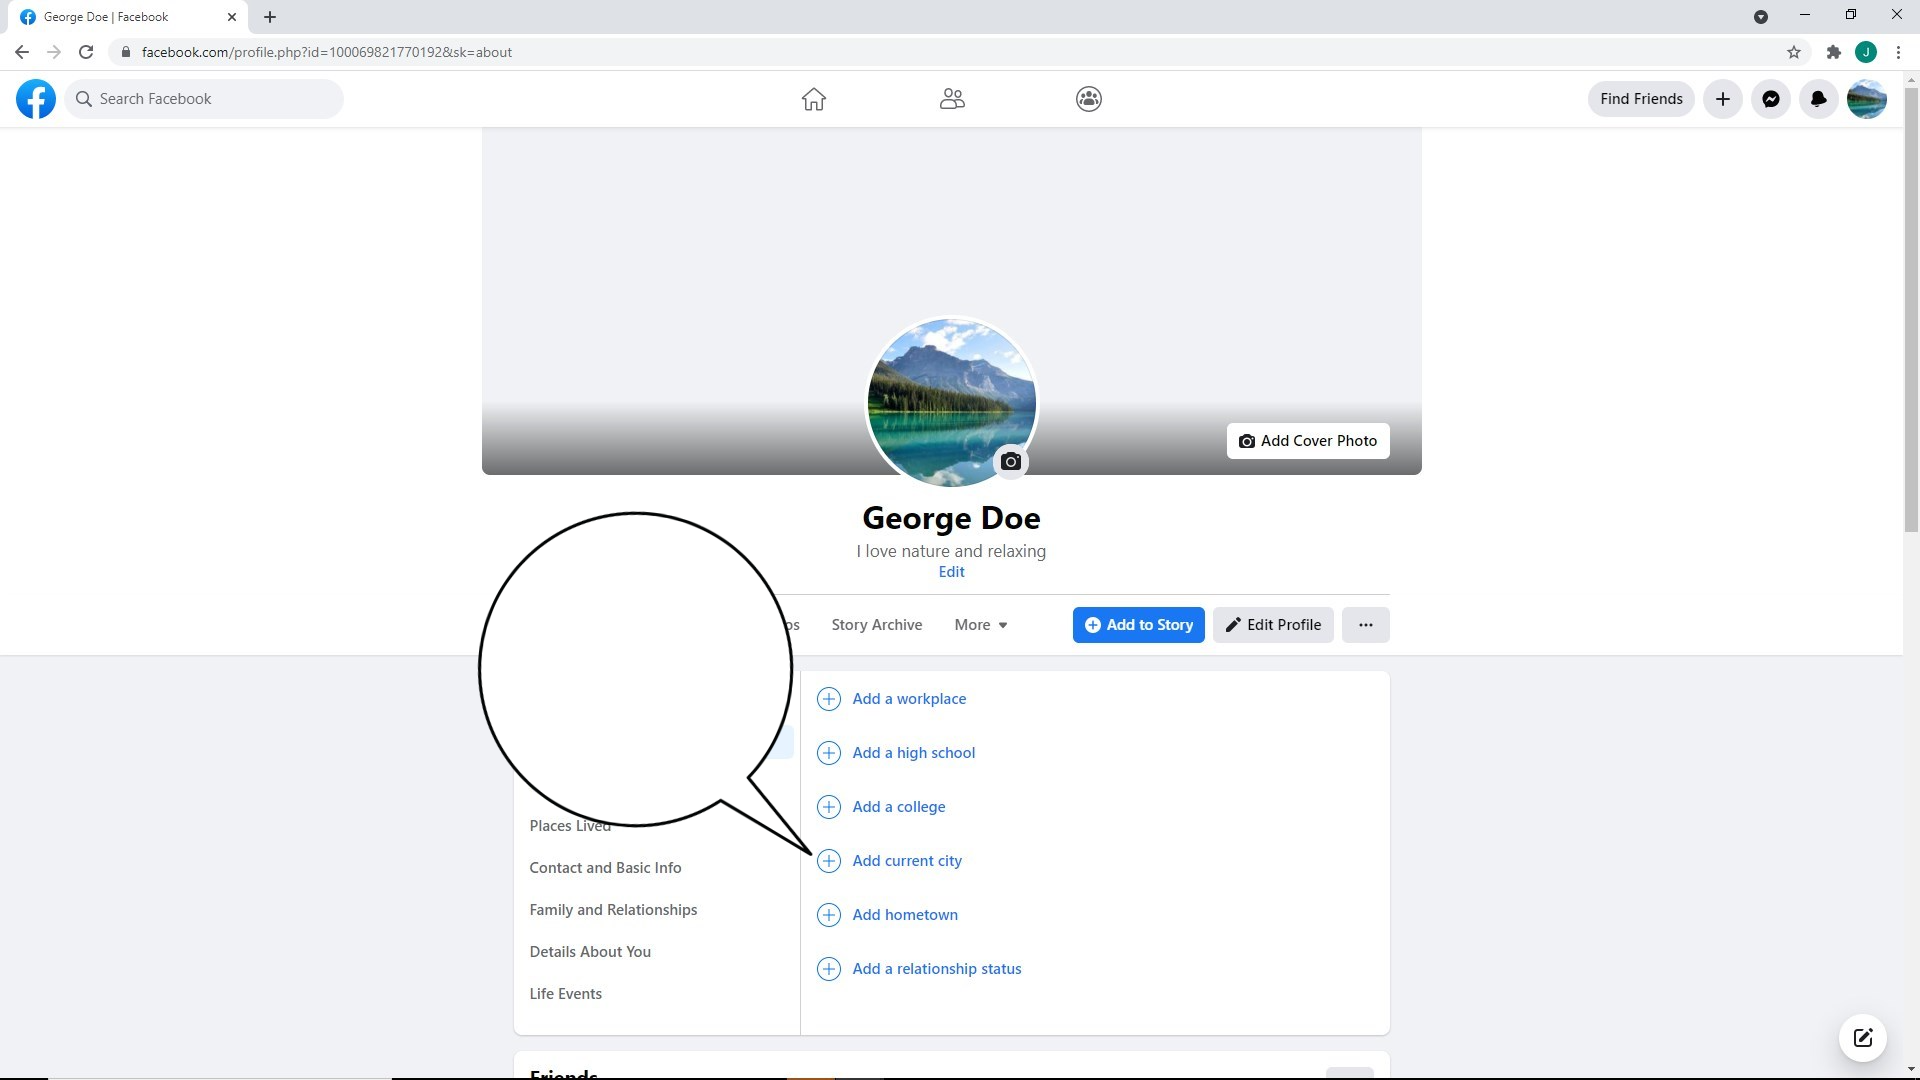 George Doe | Facebook
facebook.com/profile.php?id=100069821770192&sk=about
J
Search Facebook
Find Friends
Add Cover Photo
George Doe
I love nature and relaxing
Edit
Story Archive
More
Add to Story
Edit Profile
Add a workplace
Add a high school
Add a college
Places Lived
Add current city
Contact and Basic Info
Family and Relationships
Add hometown
Details About You
Add a relationship status
Life Events
Friends